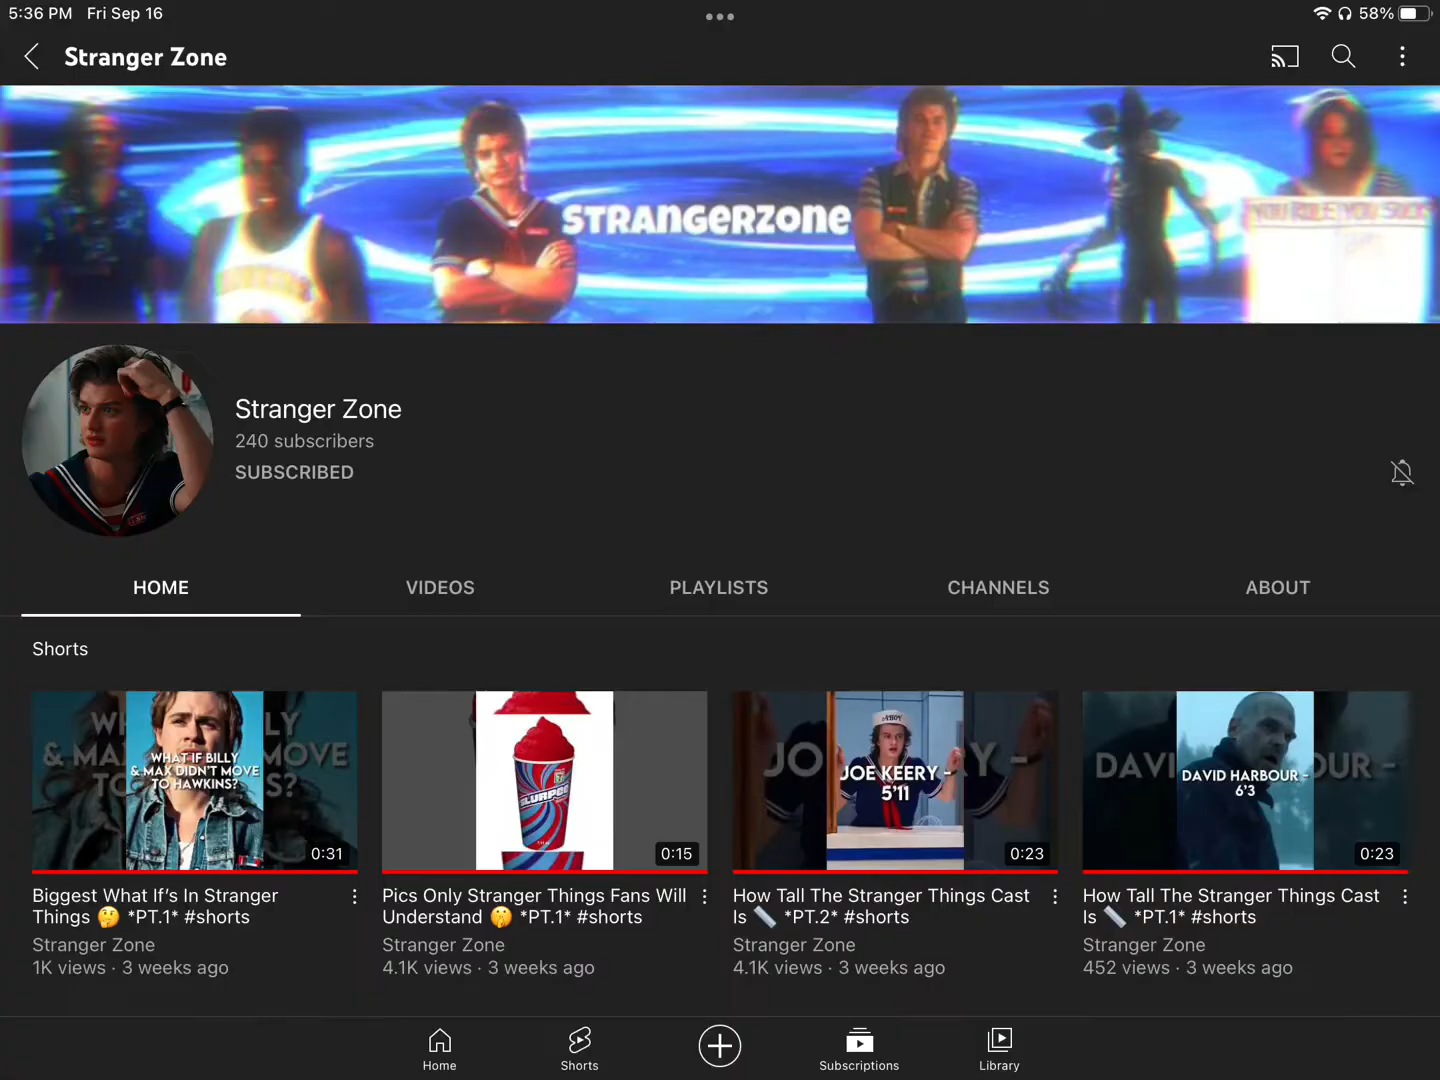 5:36 PM Fri Sep 16
58%
Stranger Zone
STRANGERZONE
YOU RULE YOU SUCK
Stranger Zone
240 subscribers
SUBSCRIBED
HOME VIDEOS PLAYLISTS CHANNELS ABOUT
Shorts
WHAT IF BILLY
& MAX DIDN'T MOVE
TO HAWKINS?
0:31
SLURPEE
0:15
AHOY
JOE KEERY -
5'11
0:23
DAVID HARBOUR -
6'3
0:23
Biggest What If's In Stranger
Things 🤔 *PT.1* #shorts
Stranger Zone
1K views · 3 weeks ago
Pics Only Stranger Things Fans Will
Understand 🤫 *PT.1* #shorts
Stranger Zone
4.1K views · 3 weeks ago
How Tall The Stranger Things Cast
Is 📏 *PT.2* #shorts
Stranger Zone
4.1K views · 3 weeks ago
How Tall The Stranger Things Cast
Is 📏 *PT.1* #shorts
Stranger Zone
452 views · 3 weeks ago
Home Shorts Subscriptions Library